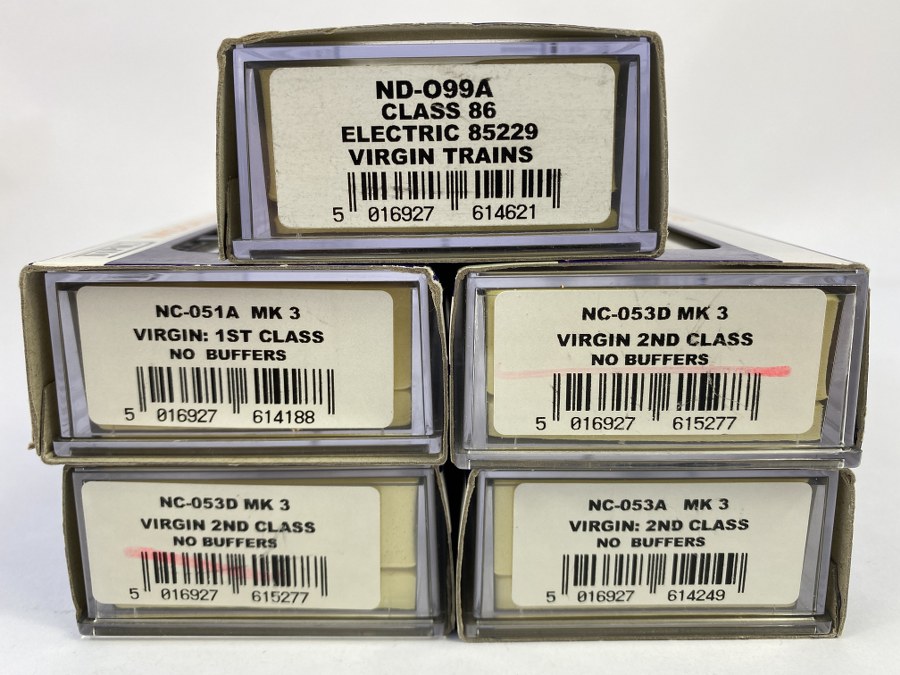 ND-O99A
CLASS 86
ELECTRIC 85229
VIRGIN TRAINS
5 016927 614621
NC-051A MK 3
VIRGIN: 1ST CLASS
NO BUFFERS
5 016927 614188
NC-053D MK 3
VIRGIN 2ND CLASS
NO BUFFERS
5 016927 615277
NC-053D MK 3
VIRGIN 2ND CLASS
NO BUFFERS
5 016927 615277
NC-053A MK 3
VIRGIN: 2ND CLASS
NO BUFFERS
5 016927 614249